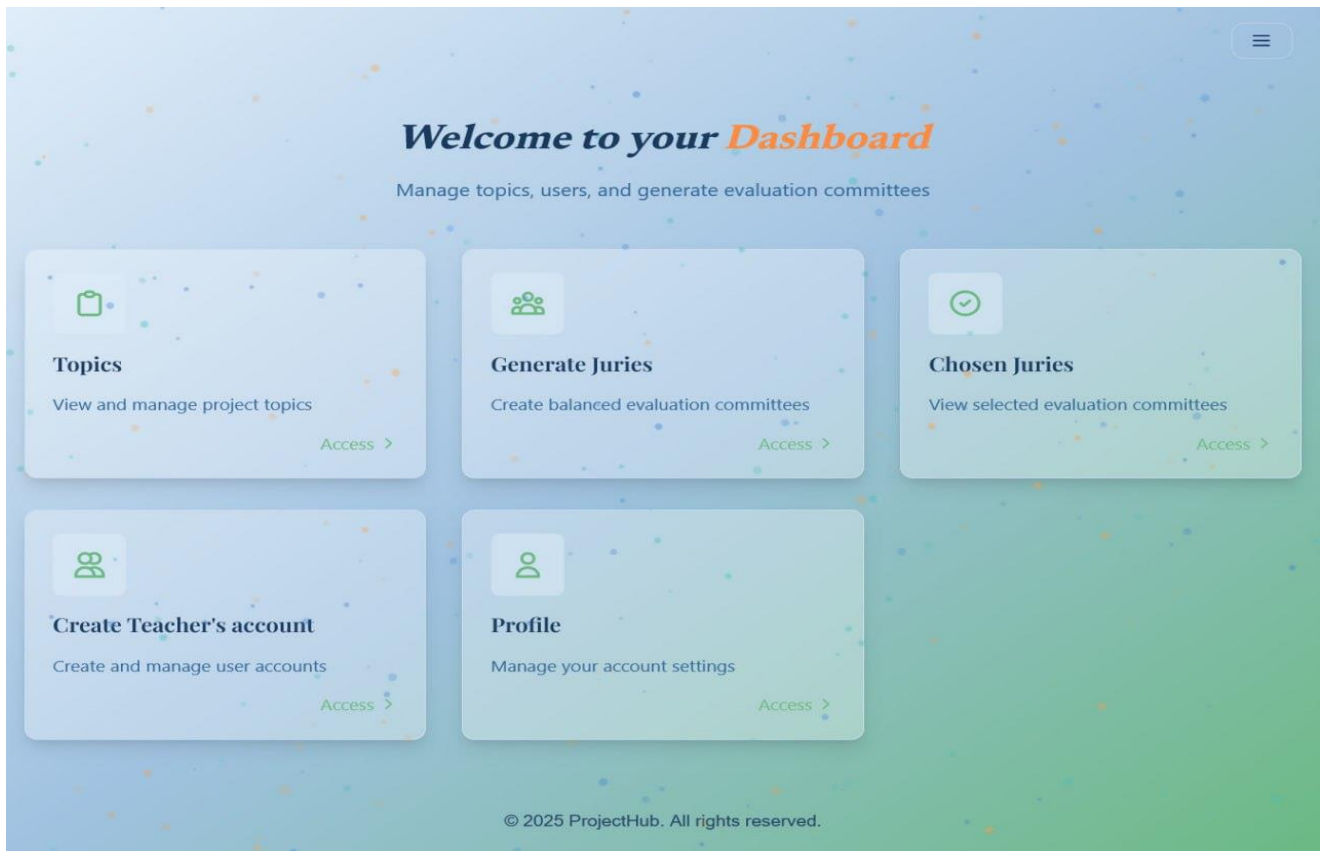 Welcome to your Dashboard
Manage topics, users, and generate evaluation committees
Topics
View and manage project topics
Access
Generate Juries
Create balanced evaluation committees
Access
Chosen Juries
View selected evaluation committees
Access
Create Teacher's account
Create and manage user accounts
Access
Profile
Manage your account settings
Access
© 2025 ProjectHub. All rights reserved.